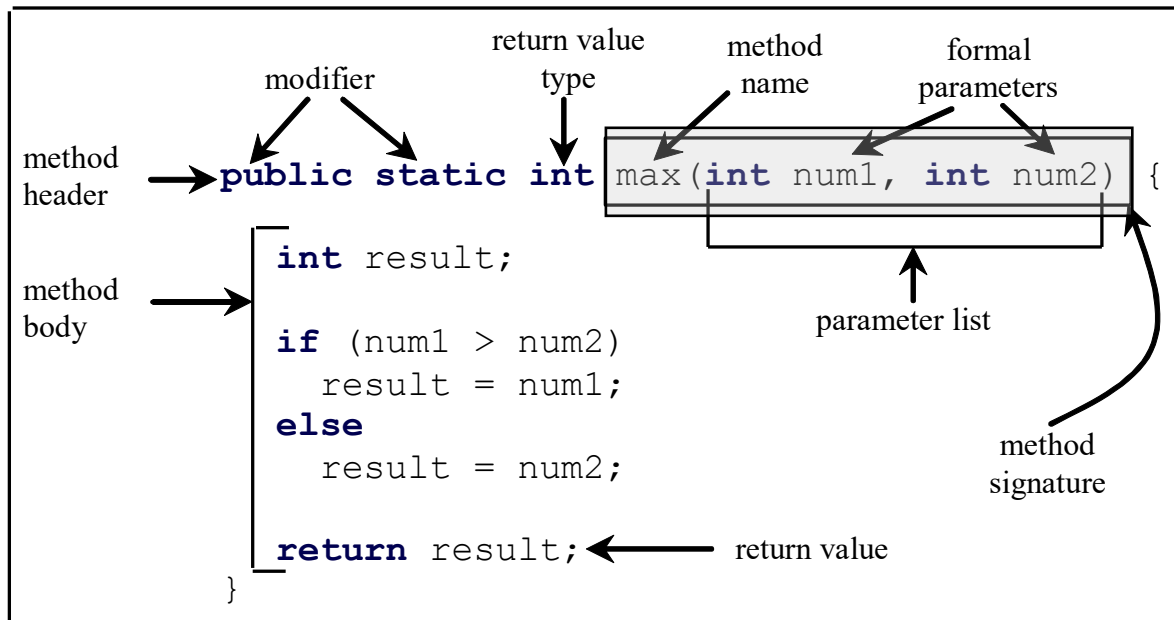 return value
type
method
name
formal
parameters
modifier
method
header
public static int max(int num1, int num2) {
int result;
method
body
parameter list
if (num1 > num2)
result = num1;
else
result = num2;
method
signature
return result;
return value
}